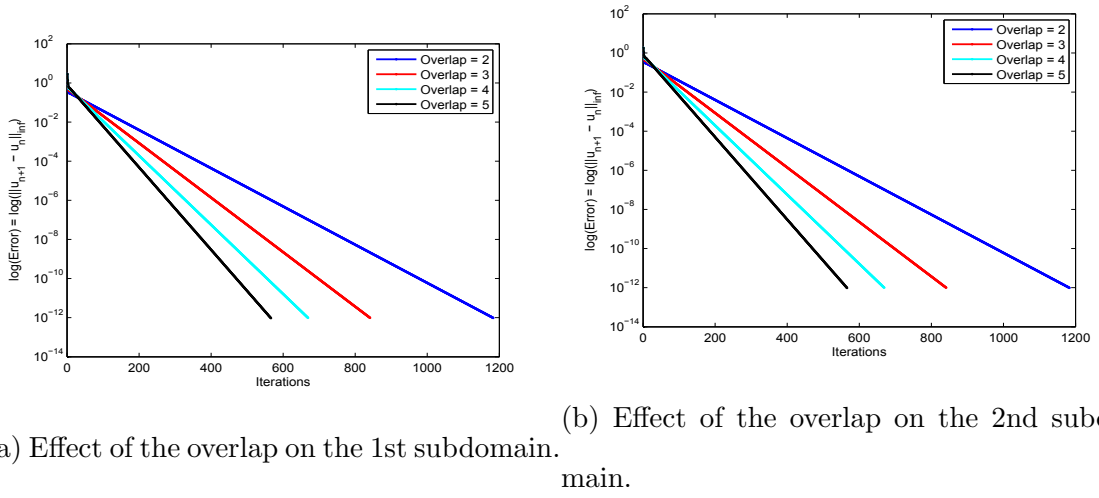 10^2
10^0
10^−2
10^−4
10^−6
10^−8
10^−10
10^−12
10^−14
0 200 400 600 800 1000 1200
Iterations
log(Error) = log(||u_{n+1} − u_n||_{inf})
Overlap = 2
Overlap = 3
Overlap = 4
Overlap = 5
a) Effect of the overlap on the 1st subdomain.
10^2
10^0
10^−2
10^−4
10^−6
10^−8
10^−10
10^−12
10^−14
0 200 400 600 800 1000 1200
Iterations
log(Error) = log(||u_{n+1} − u_n||_{inf})
Overlap = 2
Overlap = 3
Overlap = 4
Overlap = 5
(b) Effect of the overlap on the 2nd subd
main.